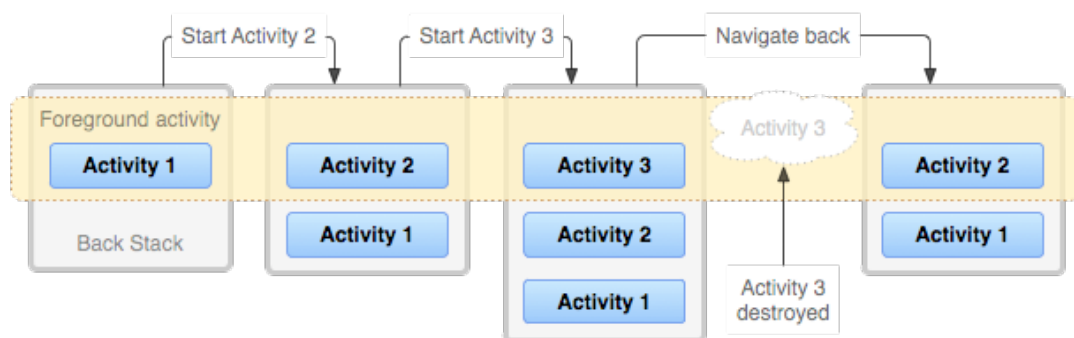 Start Activity 2
Start Activity 3
Navigate back
Foreground activity
Activity 1
Back Stack
Activity 2
Activity 1
Activity 3
Activity 2
Activity 1
Activity 3
Activity 3
destroyed
Activity 2
Activity 1